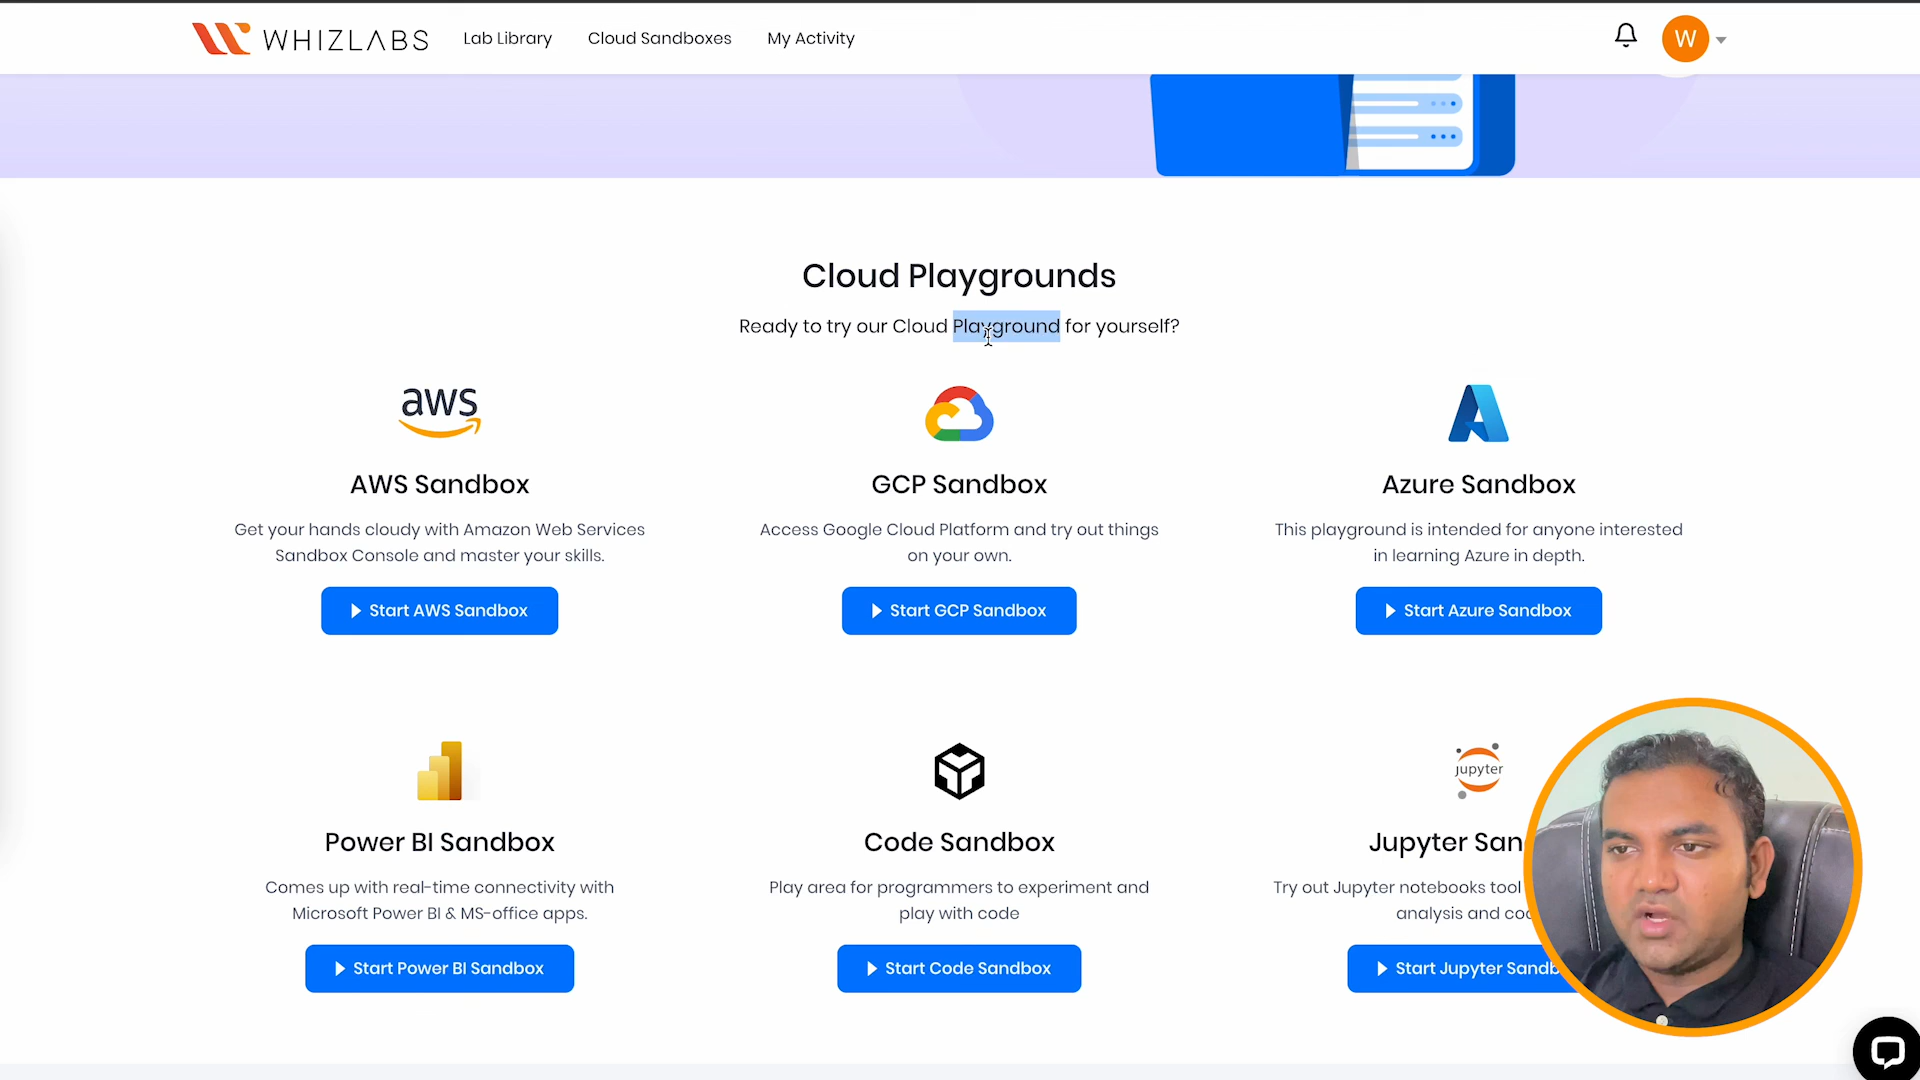 WHIZLABS
Lab Library
Cloud Sandboxes
My Activity
W
Cloud Playgrounds
Ready to try our Cloud Playground for yourself?
aws
AWS Sandbox
Get your hands cloudy with Amazon Web Services
Sandbox Console and master your skills.
Start AWS Sandbox
GCP Sandbox
Access Google Cloud Platform and try out things
on your own.
Start GCP Sandbox
Azure Sandbox
This playground is intended for anyone interested
in learning Azure in depth.
Start Azure Sandbox
Power BI Sandbox
Comes up with real-time connectivity with
Microsoft Power BI & MS-office apps.
Start Power BI Sandbox
Code Sandbox
Play area for programmers to experiment and
play with code
Start Code Sandbox
jupyter
Jupyter San
Try out Jupyter notebooks tool
analysis and
Start Jupyter Sandb